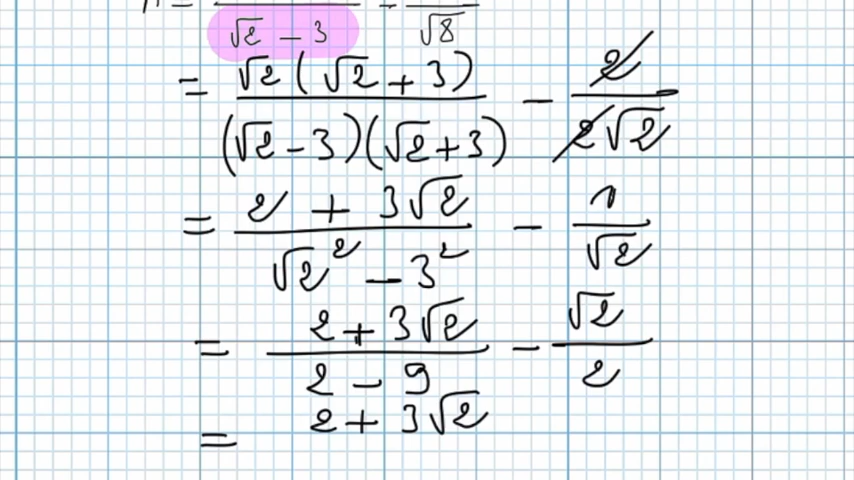 √2 - 3 √8
= √2 (√2 + 3) / (√2 - 3)(√2 + 3) - 2 / 2√2
= 2 + 3√2 / √2² - 3² - 1 / √2
= 2 + 3√2 / 2 - 9 - √2 / 2
= 2 + 3√2